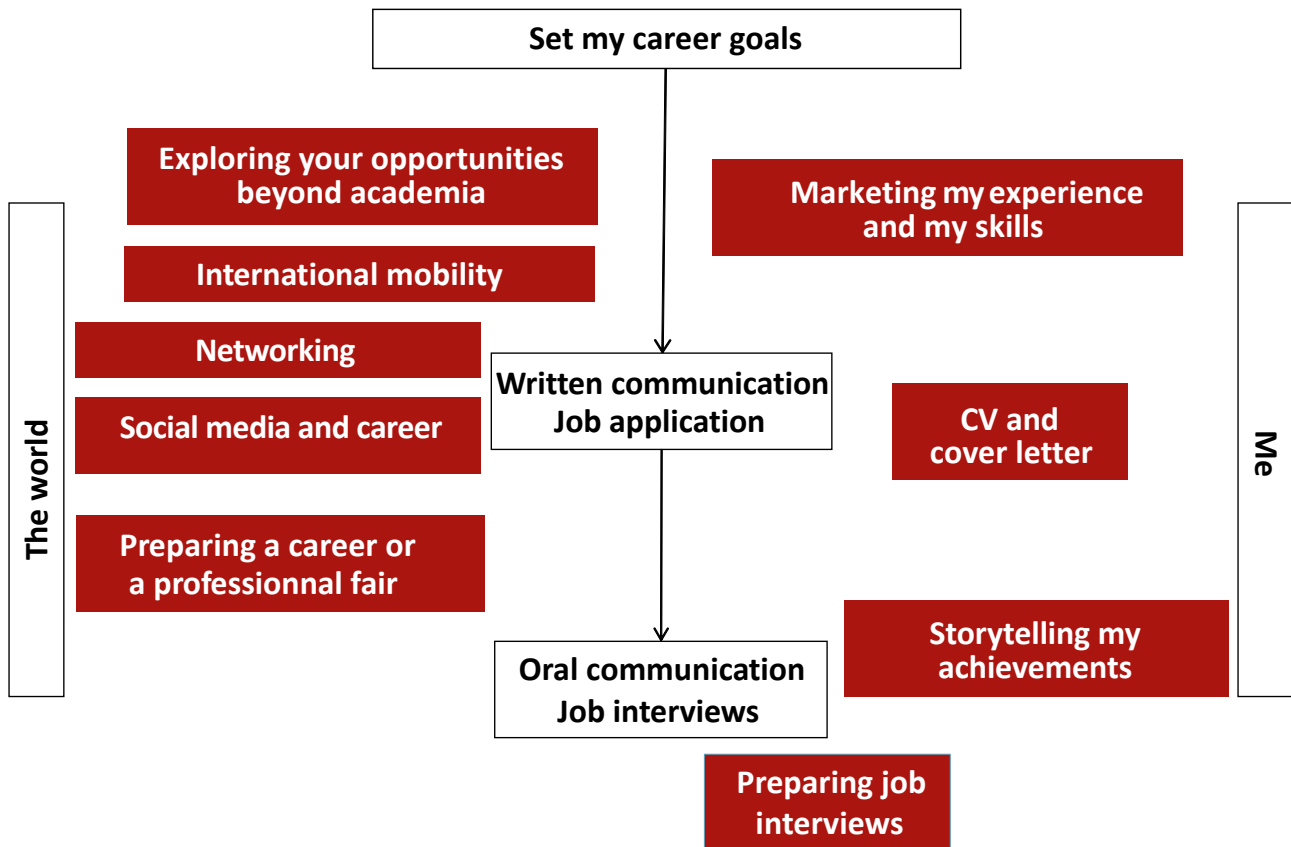 Set my career goals
Exploring your opportunities
beyond academia
Marketing my experience
and my skills
International mobility
Networking
Written communication
Job application
Social media and career
CV and
cover letter
The world
Me
Preparing a career or
a professionnal fair
Storytelling my
achievements
Oral communication
Job interviews
Preparing job
interviews